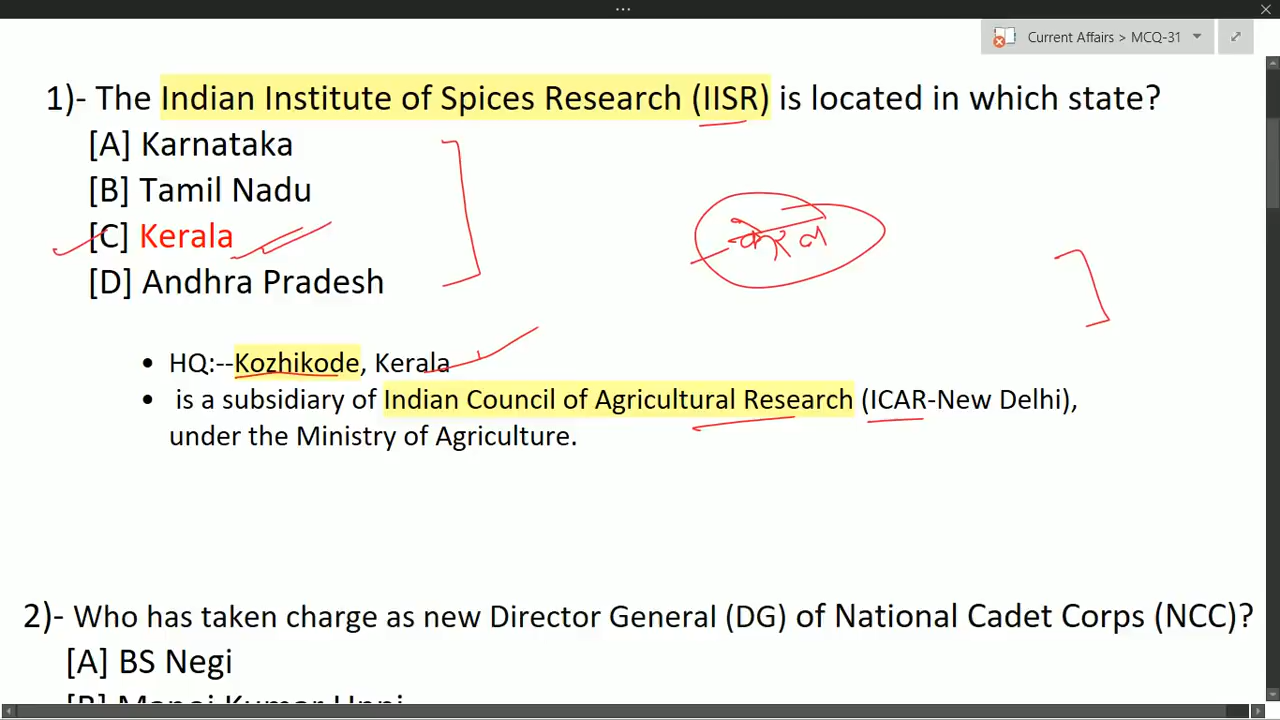 Current Affairs > MCQ-31
1)- The Indian Institute of Spices Research (IISR) is located in which state?
[A] Karnataka
[B] Tamil Nadu
[C] Kerala
[D] Andhra Pradesh
• HQ:--Kozhikode, Kerala
• is a subsidiary of Indian Council of Agricultural Research (ICAR-New Delhi),
under the Ministry of Agriculture.
2)- Who has taken charge as new Director General (DG) of National Cadet Corps (NCC)?
[A] BS Negi
[B] Manoj Kumar Unni